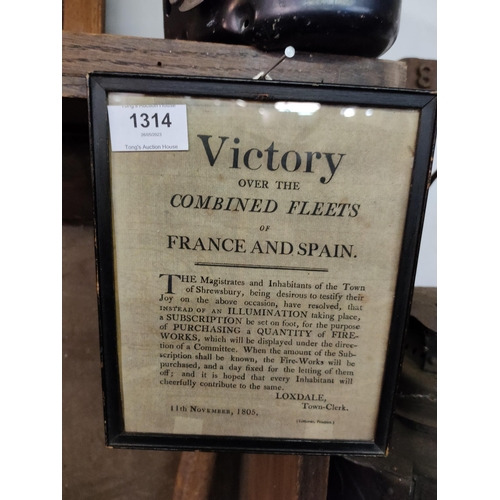 Tong's Auction House
1314
Tong's Auction House
Victory
OVER THE
COMBINED FLEETS
OF
FRANCE AND SPAIN.
THE Magistrates and Inhabitants of the Town
of Shrewsbury, being desirous to testify their
Joy on the above occasion, have resolved, that
INSTEAD OF AN ILLUMINATION taking place,
a SUBSCRIPTION be set on foot, for the purpose
of PURCHASING a QUANTITY of FIRE-
WORKS, which will be displayed under the direc-
tion of a Committee. When the amount of the Sub-
scription shall be known, the Fire-Works will be
purchased, and a day fixed for the letting of them
off; and it is hoped that every Inhabitant will
cheerfully contribute to the same.
LOXDALE,
Town-Clerk.
11th NOVEMBER, 1805.